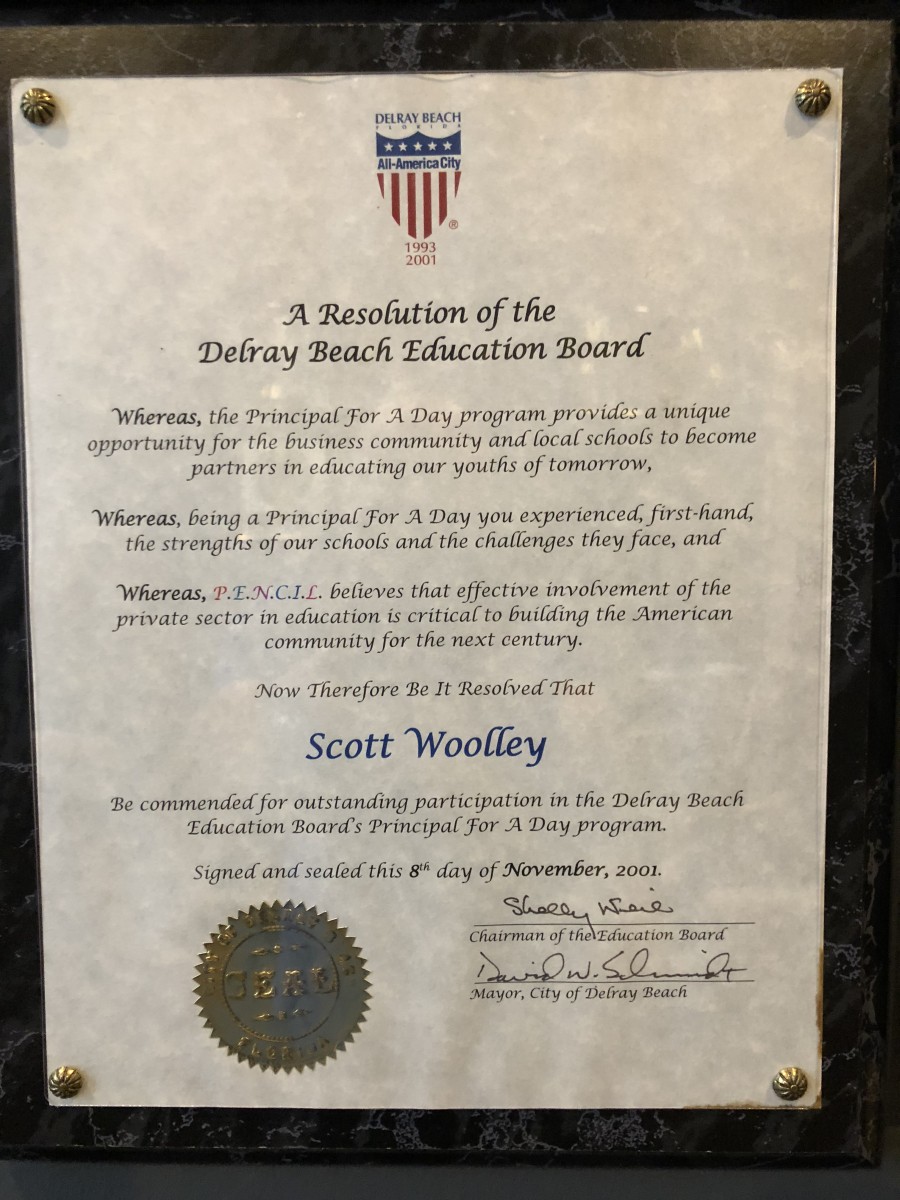 DELRAY BEACH
FLORIDA
All-America City
®
1993
2001
A Resolution of the
Delray Beach Education Board
Whereas, the Principal For A Day program provides a unique
opportunity for the business community and local schools to become
partners in educating our youths of tomorrow,
Whereas, being a Principal For A Day you experienced, first-hand,
the strengths of our schools and the challenges they face, and
Whereas, P.E.N.C.I.L. believes that effective involvement of the
private sector in education is critical to building the American
community for the next century.
Now Therefore Be It Resolved That
Scott Woolley
Be commended for outstanding participation in the Delray Beach
Education Board's Principal For A Day program.
Signed and sealed this 8th day of November, 2001.
Shelly
Chairman of the Education Board
David W. Schmidt
Mayor, City of Delray Beach
SEAL
FLORIDA